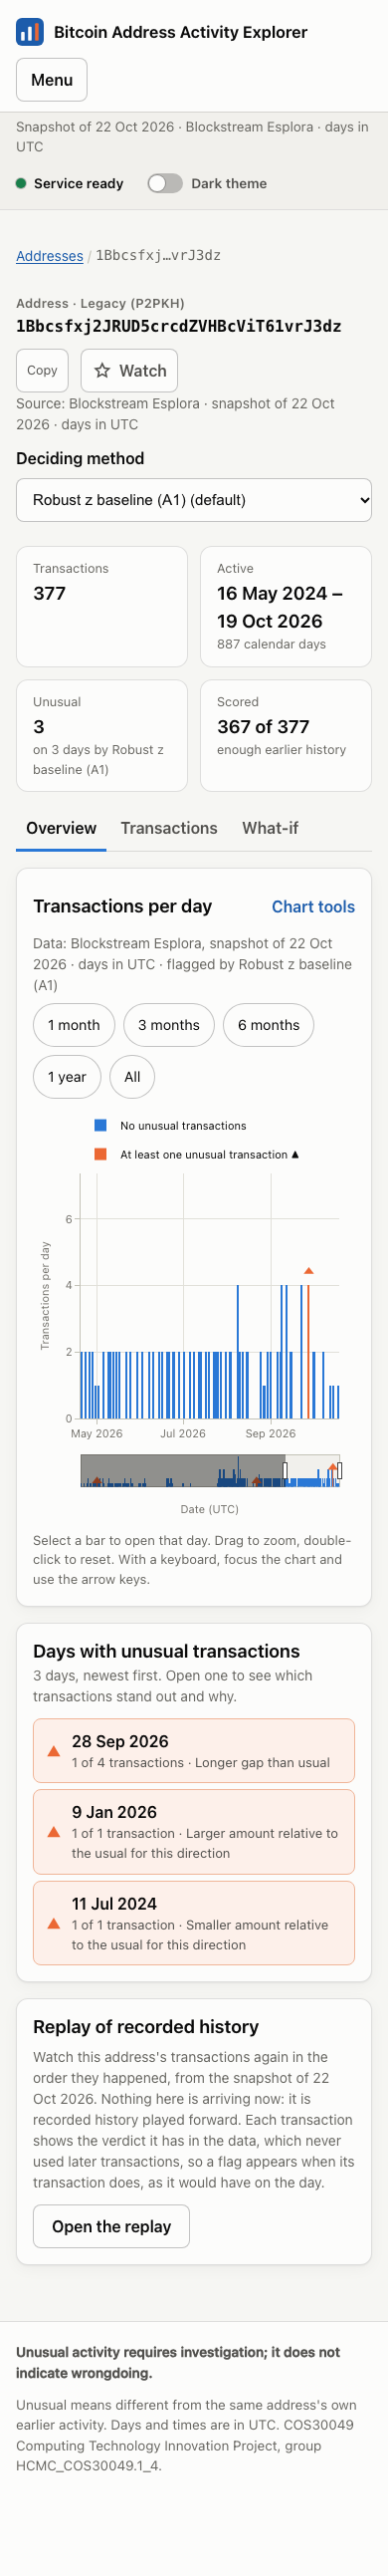 Bitcoin Address Activity Explorer
Menu
Snapshot of 22 Oct 2026 · Blockstream Esplora · days in
UTC
Service ready
Dark theme
Addresses / 1Bbcsfxj…vrJ3dz
Address · Legacy (P2PKH)
1Bbcsfxj2JRUD5crcdZVHBcViT61vrJ3dz
Copy
Watch
Source: Blockstream Esplora · snapshot of 22 Oct
2026 · days in UTC
Deciding method
Robust z baseline (A1) (default)
Transactions
377
Active
16 May 2024 –
19 Oct 2026
887 calendar days
Unusual
3
on 3 days by Robust z
baseline (A1)
Scored
367 of 377
enough earlier history
Overview
Transactions
What-if
Transactions per day
Chart tools
Data: Blockstream Esplora, snapshot of 22 Oct
2026 · days in UTC · flagged by Robust z baseline
(A1)
1 month
3 months
6 months
1 year
All
No unusual transactions
At least one unusual transaction ▲
Transactions per day
6
4
2
0
May 2026
Jul 2026
Sep 2026
Date (UTC)
Select a bar to open that day. Drag to zoom, double-
click to reset. With a keyboard, focus the chart and
use the arrow keys.
Days with unusual transactions
3 days, newest first. Open one to see which
transactions stand out and why.
28 Sep 2026
1 of 4 transactions · Longer gap than usual
9 Jan 2026
1 of 1 transaction · Larger amount relative to
the usual for this direction
11 Jul 2024
1 of 1 transaction · Smaller amount relative
to the usual for this direction
Replay of recorded history
Watch this address's transactions again in the
order they happened, from the snapshot of 22
Oct 2026. Nothing here is arriving now: it is
recorded history played forward. Each transaction
shows the verdict it has in the data, which never
used later transactions, so a flag appears when its
transaction does, as it would have on the day.
Open the replay
Unusual activity requires investigation; it does not
indicate wrongdoing.
Unusual means different from the same address's own
earlier activity. Days and times are in UTC. COS30049
Computing Technology Innovation Project, group
HCMC_COS30049.1_4.